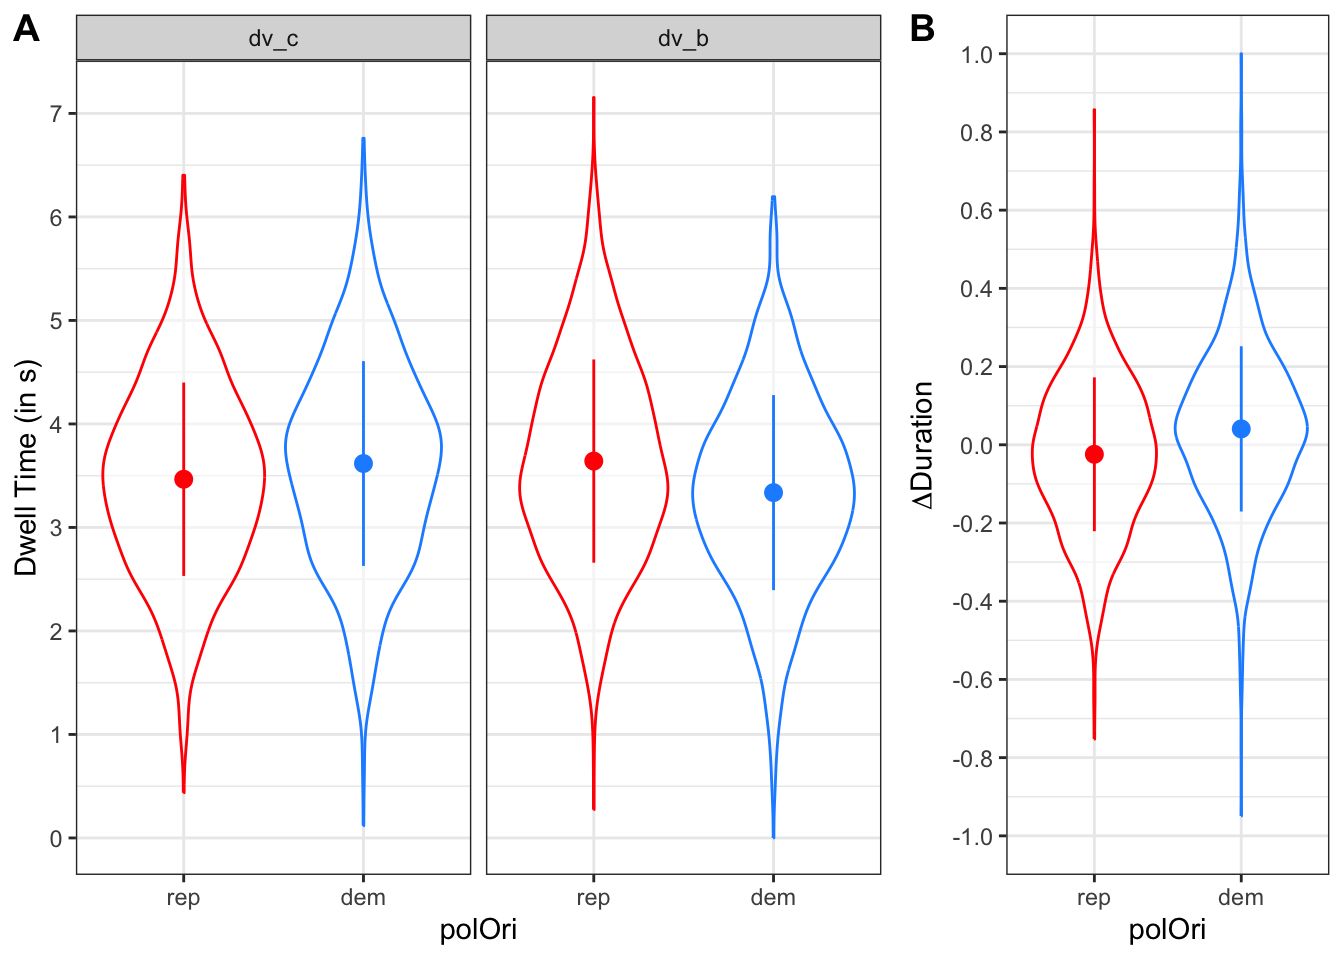 A
dv_c
dv_b
Dwell Time (in s)
7
6
5
4
3
2
1
0
rep
dem
rep
dem
polOri
B
ΔDuration
1.0
0.8
0.6
0.4
0.2
0.0
-0.2
-0.4
-0.6
-0.8
-1.0
rep
dem
polOri